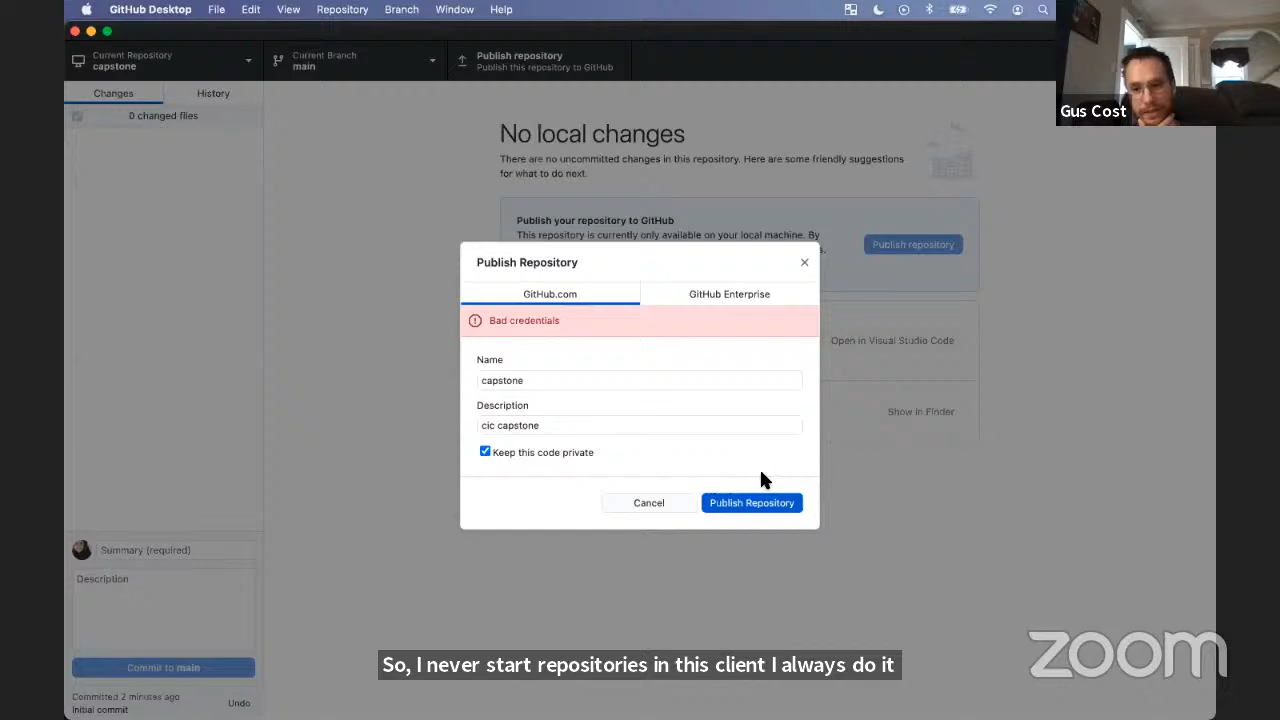 GitHub Desktop File Edit View Repository Branch Window Help
Current Repository
capstone
Current Branch
main
Publish repository
Publish this repository to GitHub
Changes
History
0 changed files
No local changes
There are no uncommitted changes in this repository. Here are some friendly suggestions
for what to do next.
Publish your repository to GitHub
This repository is currently only available on your local machine. By
s.
Publish repository
Open in Visual Studio Code
Show in Finder
Publish Repository
GitHub.com
GitHub Enterprise
Bad credentials
Name
capstone
Description
cic capstone
Keep this code private
Cancel
Publish Repository
Summary (required)
Description
Commit to main
Committed 2 minutes ago
Initial commit
Undo
Gus Cost
So, I never start repositories in this client I always do it
zoom